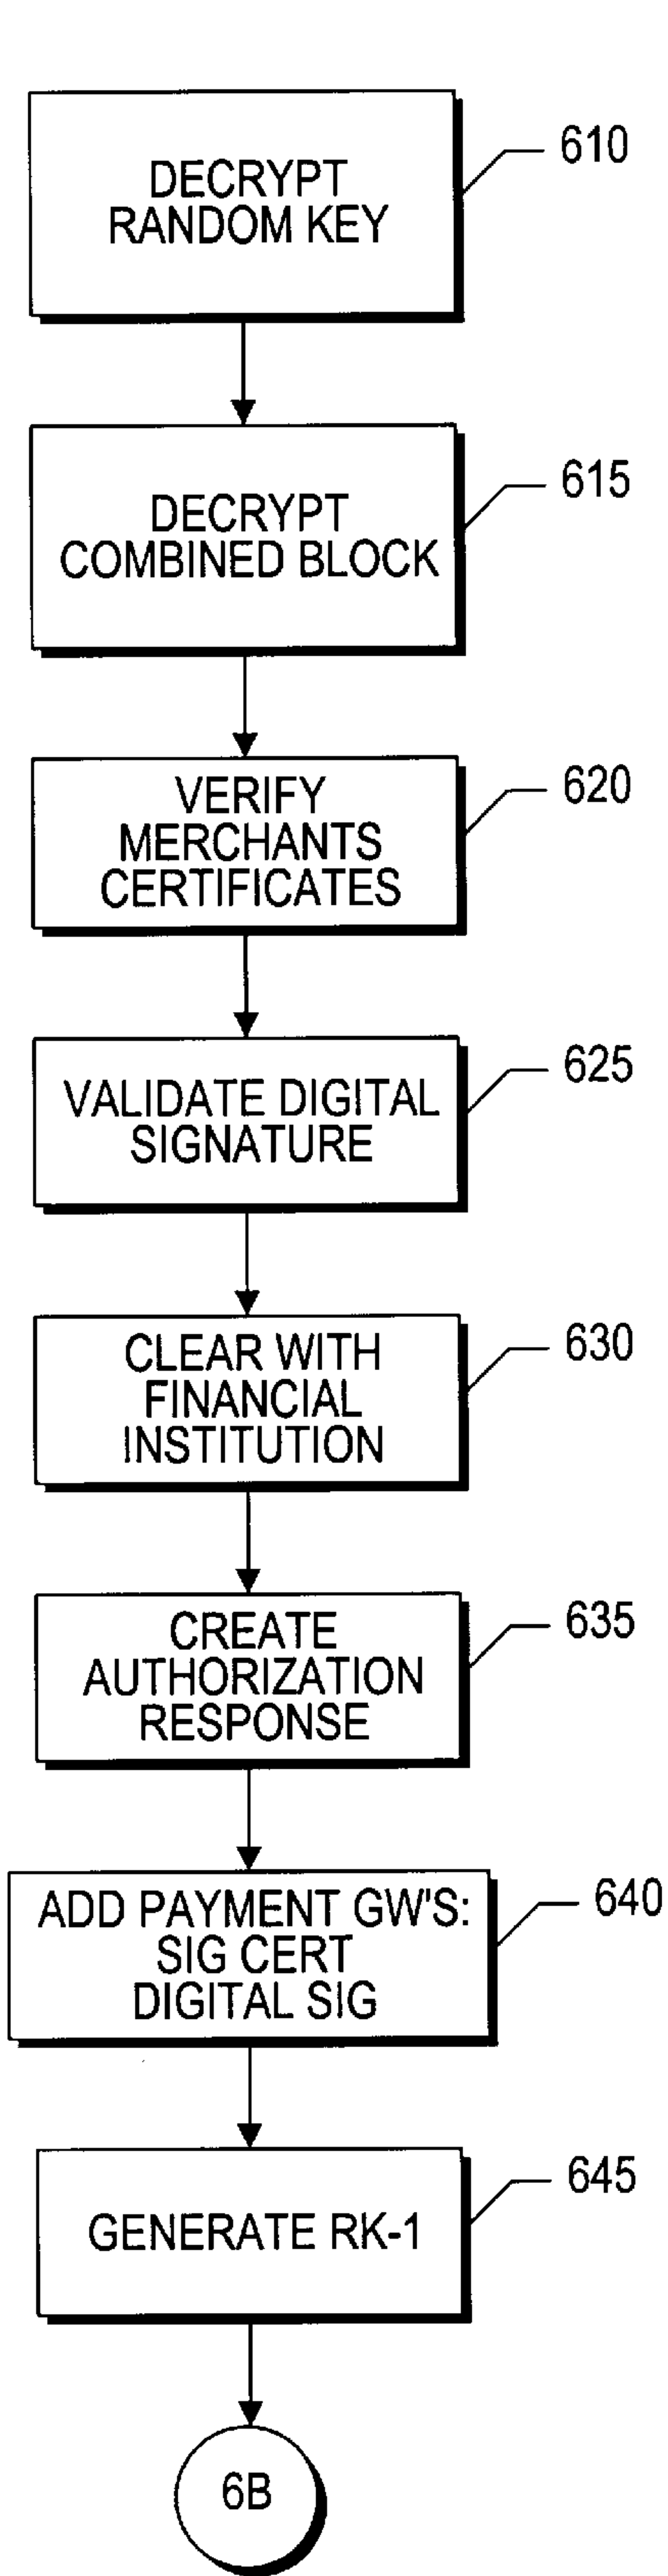 DECRYPT
RANDOM KEY
610
DECRYPT
COMBINED BLOCK
615
VERIFY
MERCHANTS
CERTIFICATES
620
VALIDATE DIGITAL
SIGNATURE
625
CLEAR WITH
FINANCIAL
INSTITUTION
630
CREATE
AUTHORIZATION
RESPONSE
635
ADD PAYMENT GW'S:
SIG CERT
DIGITAL SIG
640
GENERATE RK-1
645
6B